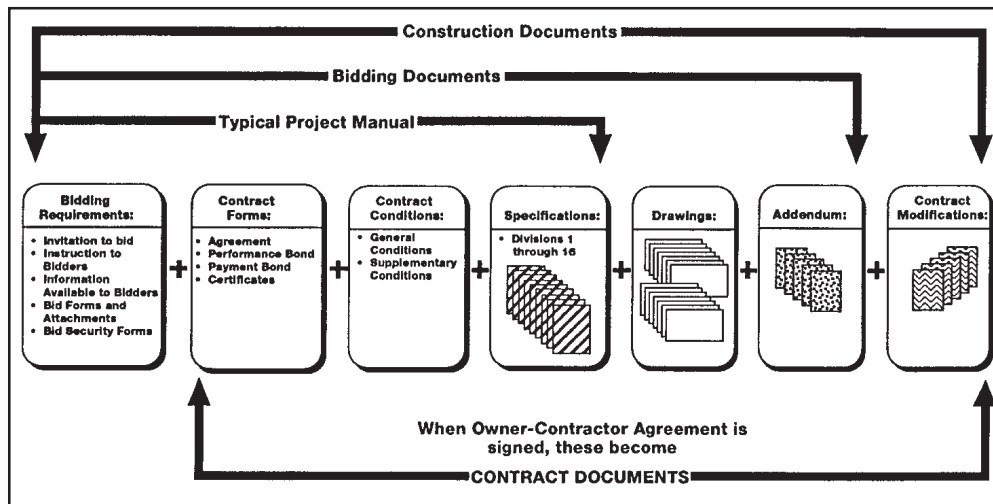 Construction Documents
Bidding Documents
Typical Project Manual
Bidding
Requirements:
• Invitation to bid
• Instruction to
Bidders
• Information
Available to Bidders
• Bid Forms and
Attachments
• Bid Security Forms
+
Contract
Forms:
• Agreement
• Performance Bond
• Payment Bond
• Certificates
+
Contract
Conditions:
• General
Conditions
• Supplementary
Conditions
+
Specifications:
• Divisions 1
through 16
+
Drawings:
+
Addendum:
+
Contract
Modifications:
When Owner-Contractor Agreement is
signed, these become
CONTRACT DOCUMENTS